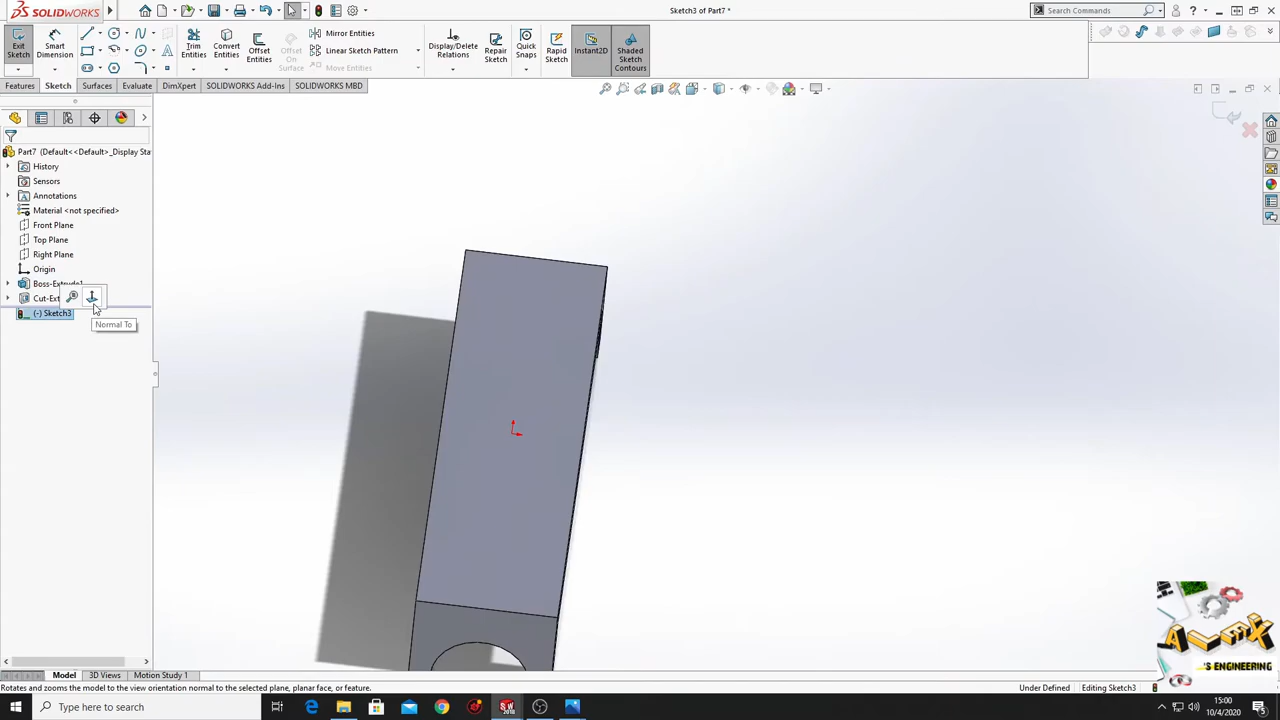 SOLIDWORKS
Sketch3 of Part7 *
Search Commands
Exit Sketch
Smart Dimension
Trim Entities
Convert Entities
Offset Entities
Offset On Surface
Mirror Entities
Linear Sketch Pattern
Move Entities
Display/Delete Relations
Repair Sketch
Quick Snaps
Rapid Sketch
Instant2D
Shaded Sketch Contours
Features
Sketch
Surfaces
Evaluate
DimXpert
SOLIDWORKS Add-Ins
SOLIDWORKS MBD
Part7 (Default<<Default>_Display Sta
History
Sensors
Annotations
Material <not specified>
Front Plane
Top Plane
Right Plane
Origin
Boss-Extrude1
Cut-Ext
(-) Sketch3
Normal To
ALMX
'S ENGINEERING
Model
3D Views
Motion Study 1
Rotates and zooms the model to the view orientation normal to the selected plane, planar face, or feature.
Under Defined
Editing Sketch3
Type here to search
15:00
10/4/2020